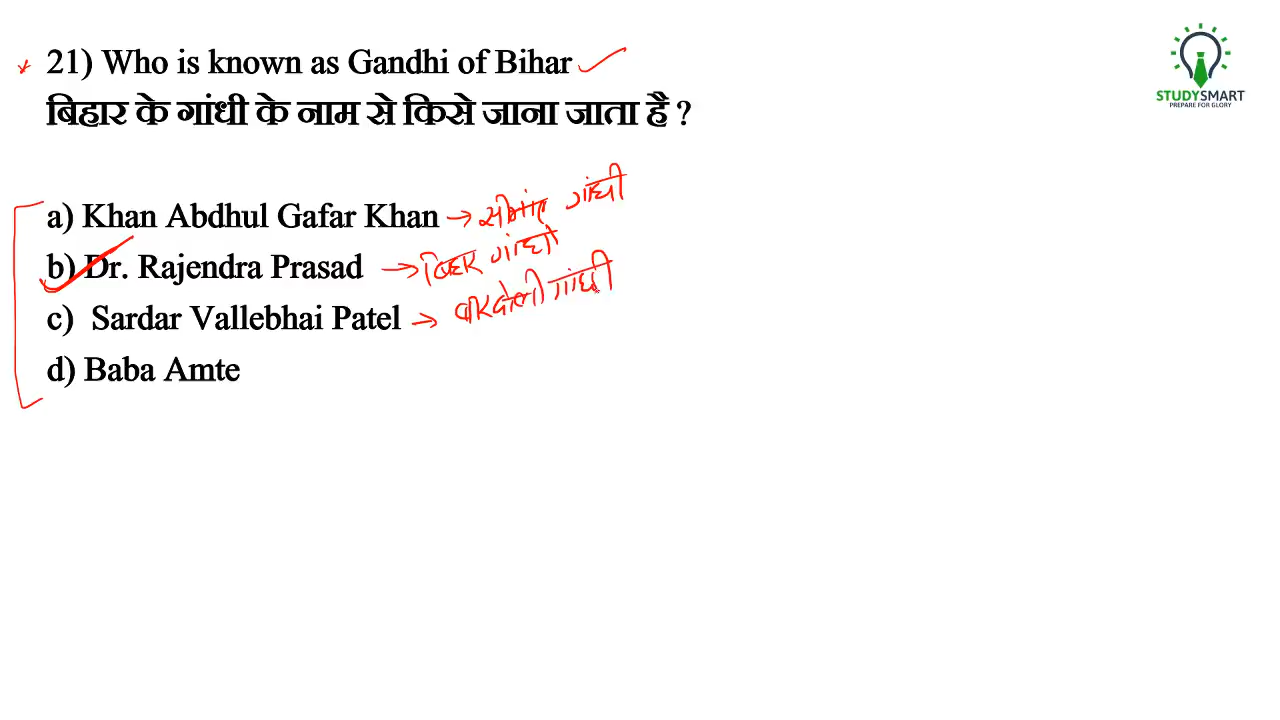 21) Who is known as Gandhi of Bihar
बिहार के गांधी के नाम से किसे जाना जाता है ?
a) Khan Abdhul Gafar Khan → सीमांत गांधी
b) Dr. Rajendra Prasad → बिहार गांधी
c) Sardar Vallebhai Patel → बारदोली गांधी
d) Baba Amte
STUDYSMART
PREPARE FOR GLORY